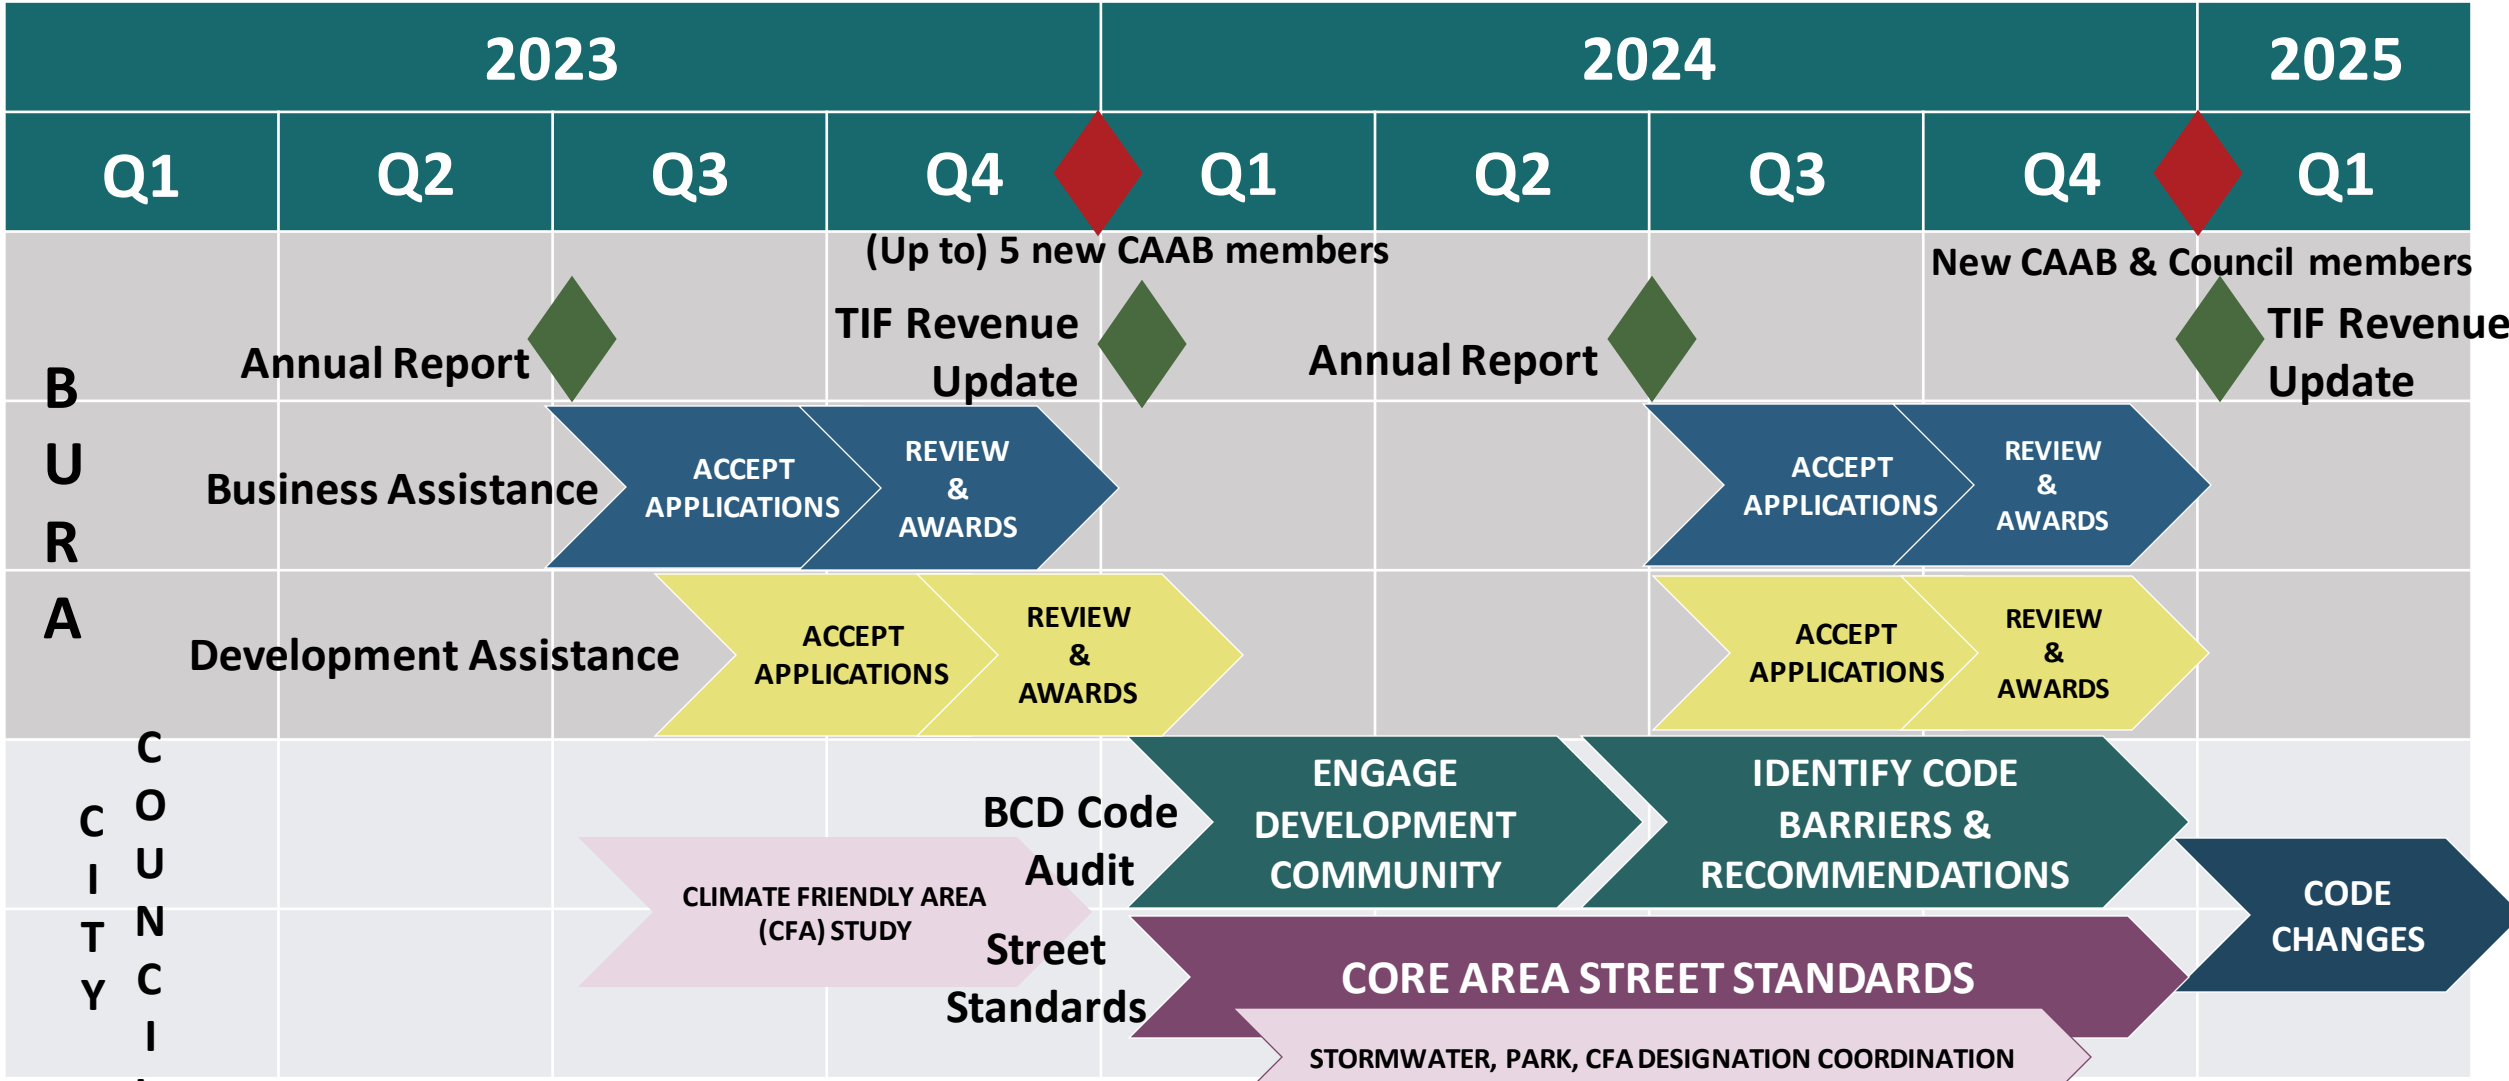 2023
2024
2025
Q1
Q2
Q3
Q4
Q1
Q2
Q3
Q4
Q1
(Up to) 5 new CAAB members
New CAAB & Council members
B
U
R
A
Annual Report
TIF Revenue
Update
Annual Report
TIF Revenue
Update
Business Assistance
ACCEPT
APPLICATIONS
REVIEW
&
AWARDS
ACCEPT
APPLICATIONS
REVIEW
&
AWARDS
Development Assistance
ACCEPT
APPLICATIONS
REVIEW
&
AWARDS
ACCEPT
APPLICATIONS
REVIEW
&
AWARDS
C
I
T
Y
C
O
U
N
C
I
BCD Code
Audit
ENGAGE
DEVELOPMENT
COMMUNITY
IDENTIFY CODE
BARRIERS &
RECOMMENDATIONS
CLIMATE FRIENDLY AREA
(CFA) STUDY
CODE
CHANGES
Street
Standards
CORE AREA STREET STANDARDS
STORMWATER, PARK, CFA DESIGNATION COORDINATION